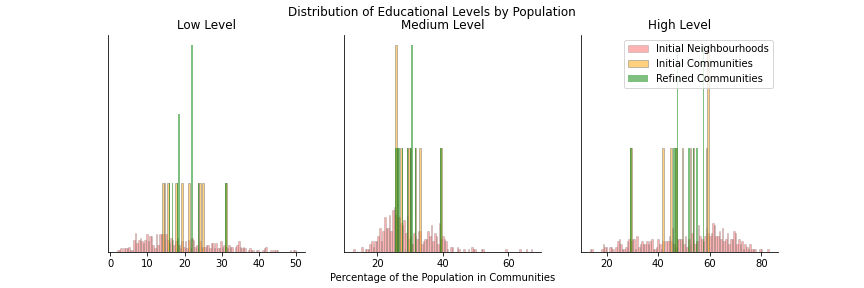 Distribution of Educational Levels by Population
Low Level
Medium Level
High Level
Initial Neighbourhoods
Initial Communities
Refined Communities
0 10 20 30 40 50
20 40 60
20 40 60 80
Percentage of the Population in Communities